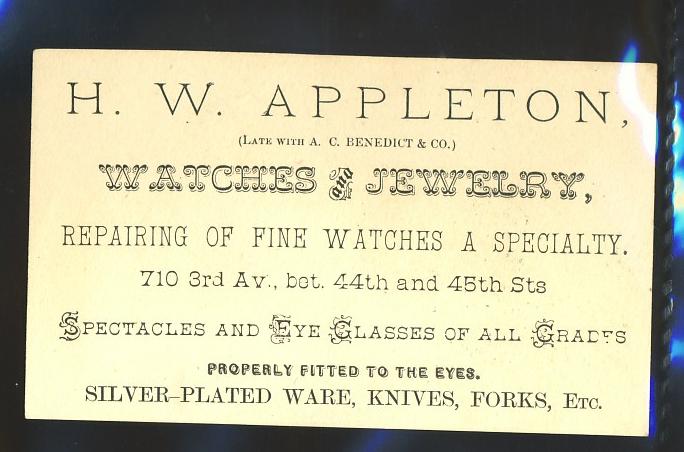 H. W. APPLETON,
(LATE WITH A. C. BENEDICT & CO.)
WATCHES and JEWELRY,
REPAIRING OF FINE WATCHES A SPECIALTY.
710 3rd Av., bet. 44th and 45th Sts
SPECTACLES AND EYE GLASSES OF ALL GRADES
PROPERLY FITTED TO THE EYES.
SILVER-PLATED WARE, KNIVES, FORKS, ETC.